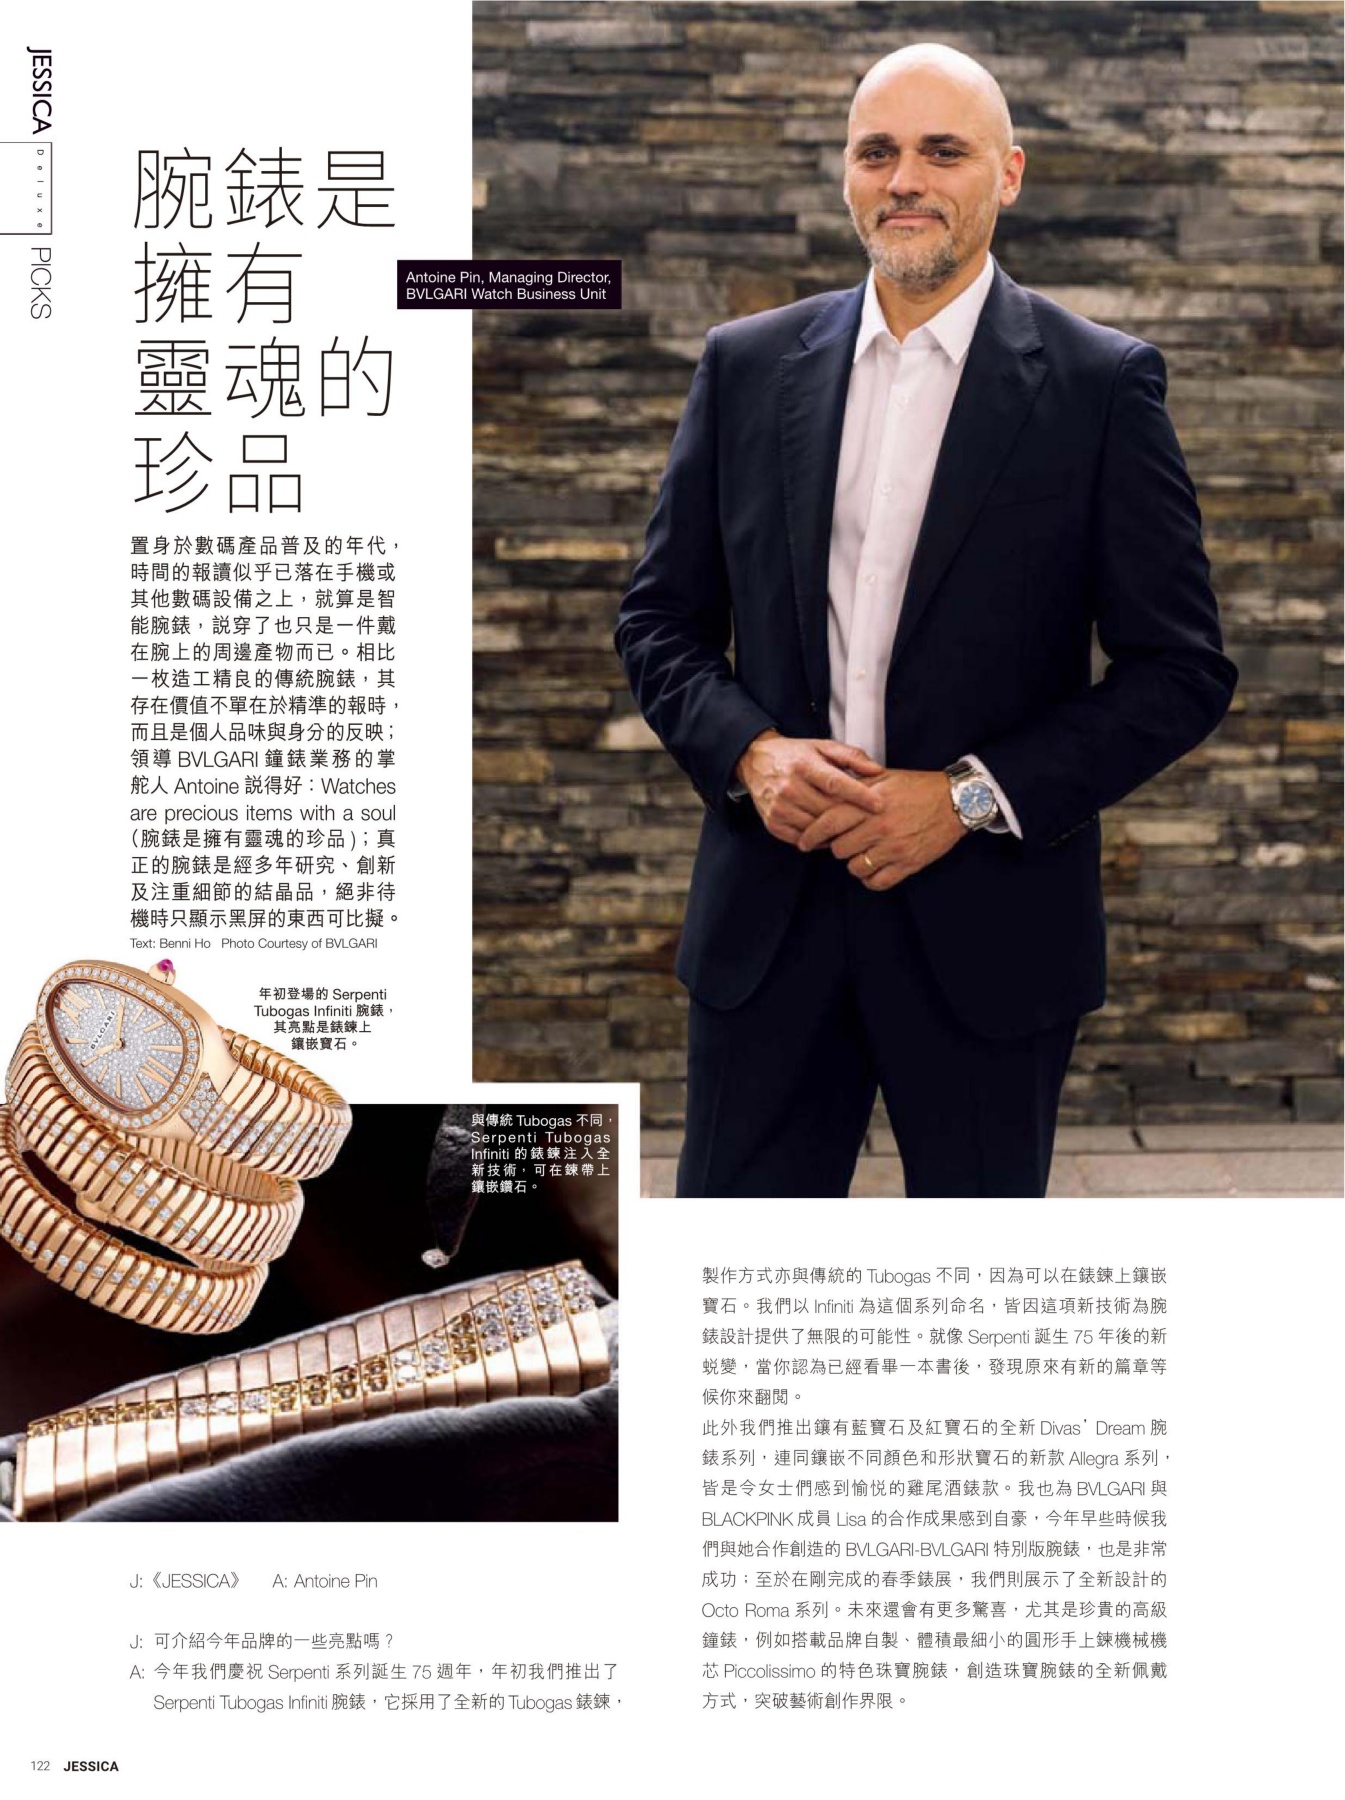 JESSICA
Deluxe
PICKS
腕錶是
擁有
靈魂的
珍品
Antoine Pin, Managing Director,
BVLGARI Watch Business Unit
置身於數碼產品普及的年代，
時間的報讀似乎已落在手機或
其他數碼設備之上，就算是智
能腕錶，説穿了也只是一件戴
在腕上的周邊產物而已。相比
一枚造工精良的傳統腕錶，其
存在價值不單在於精準的報時，
而且是個人品味與身分的反映；
領導 BVLGARI 鐘錶業務的掌
舵人 Antoine 説得好：Watches
are precious items with a soul
（腕錶是擁有靈魂的珍品）；真
正的腕錶是經多年研究、創新
及注重細節的結晶品，絕非待
機時只顯示黑屏的東西可比擬。
Text: Benni Ho Photo Courtesy of BVLGARI
年初登場的 Serpenti
Tubogas Infiniti 腕錶，
其亮點是錶鍊上
鑲嵌寶石。
BVLGARI
與傳統 Tubogas 不同，
Serpenti Tubogas
Infiniti 的錶鍊注入全
新技術，可在鍊帶上
鑲嵌鑽石。
J:《JESSICA》 A: Antoine Pin
J: 可介紹今年品牌的一些亮點嗎？
A: 今年我們慶祝 Serpenti 系列誕生 75 週年，年初我們推出了
Serpenti Tubogas Infiniti 腕錶，它採用了全新的 Tubogas 錶鍊，
製作方式亦與傳統的 Tubogas 不同，因為可以在錶鍊上鑲嵌
寶石。我們以 Infiniti 為這個系列命名，皆因這項新技術為腕
錶設計提供了無限的可能性。就像 Serpenti 誕生 75 年後的新
蜕變，當你認為已經看畢一本書後，發現原來有新的篇章等
候你來翻閱。
此外我們推出鑲有藍寶石及紅寶石的全新 Divas’ Dream 腕
錶系列，連同鑲嵌不同顏色和形狀寶石的新款 Allegra 系列，
皆是令女士們感到愉悦的雞尾酒錶款。我也為 BVLGARI 與
BLACKPINK 成員 Lisa 的合作成果感到自豪，今年早些時候我
們與她合作創造的 BVLGARI-BVLGARI 特別版腕錶，也是非常
成功；至於在剛完成的春季錶展，我們則展示了全新設計的
Octo Roma 系列。未來還會有更多驚喜，尤其是珍貴的高級
鐘錶，例如搭載品牌自製、體積最細小的圓形手上鍊機械機
芯 Piccolissimo 的特色珠寶腕錶，創造珠寶腕錶的全新佩戴
方式，突破藝術創作界限。
122 JESSICA